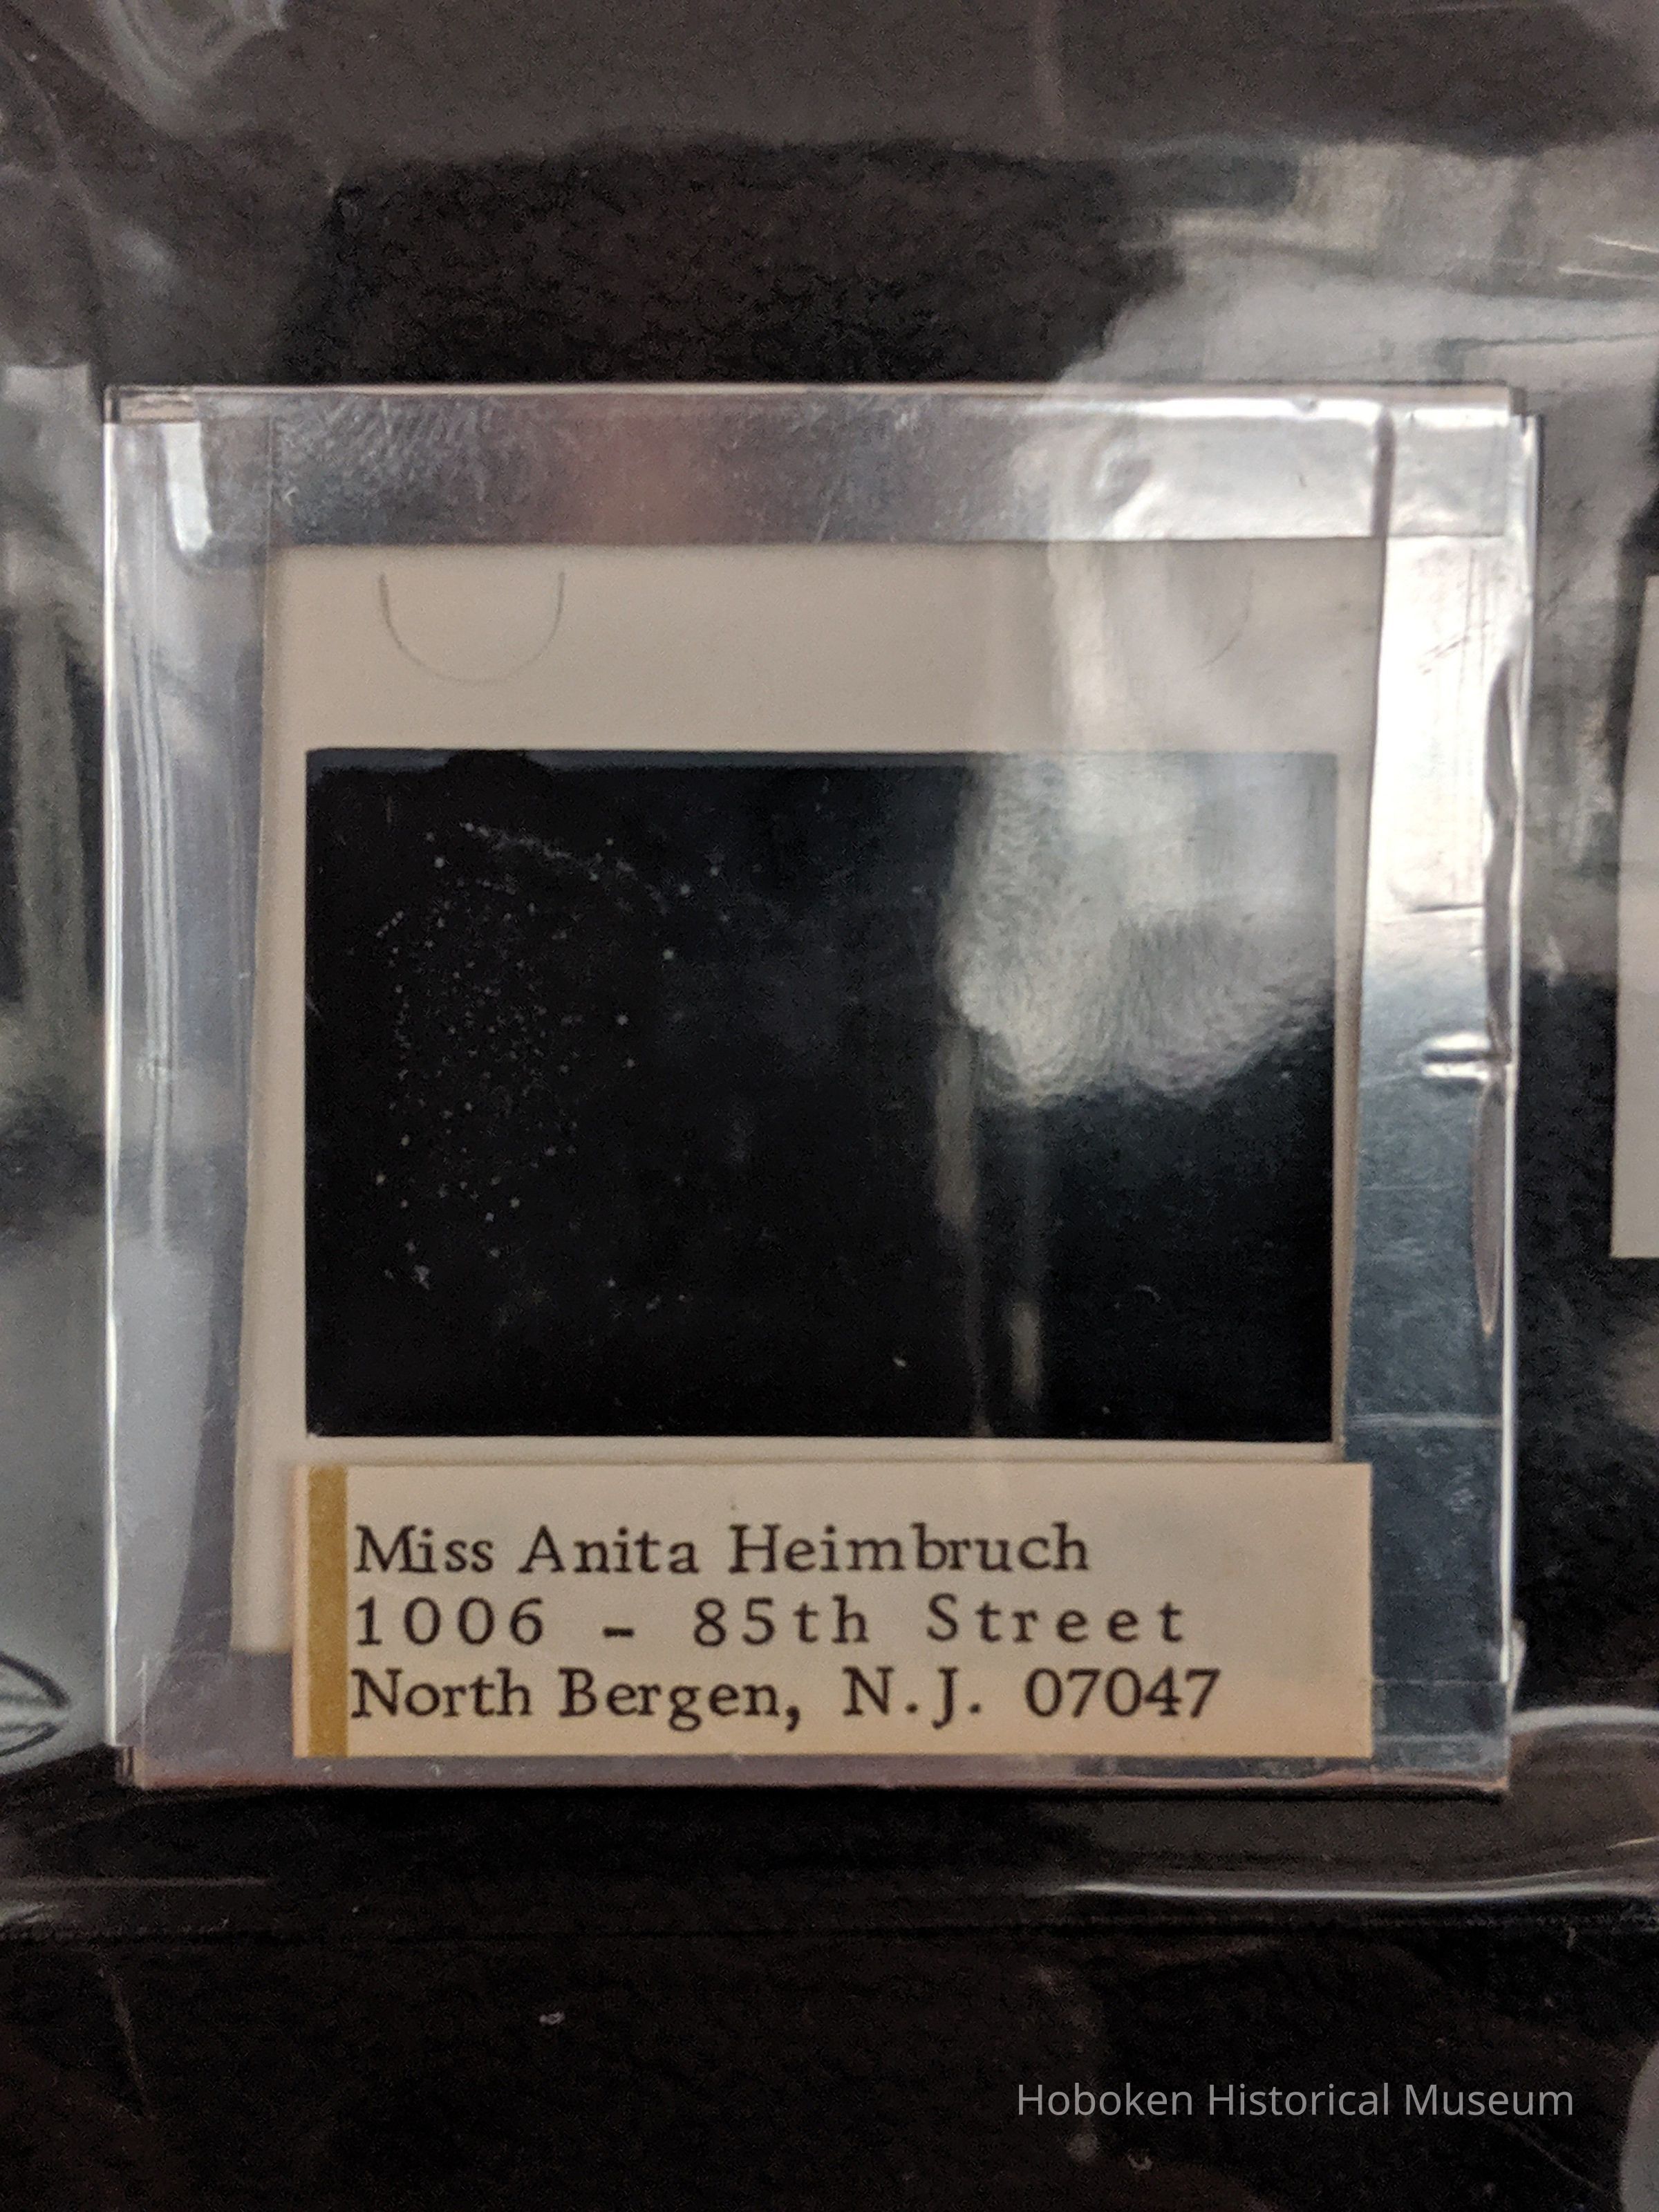 Miss Anita Heimbruch
1006 - 85th Street
North Bergen, N.J. 07047
Hoboken Historical Museum